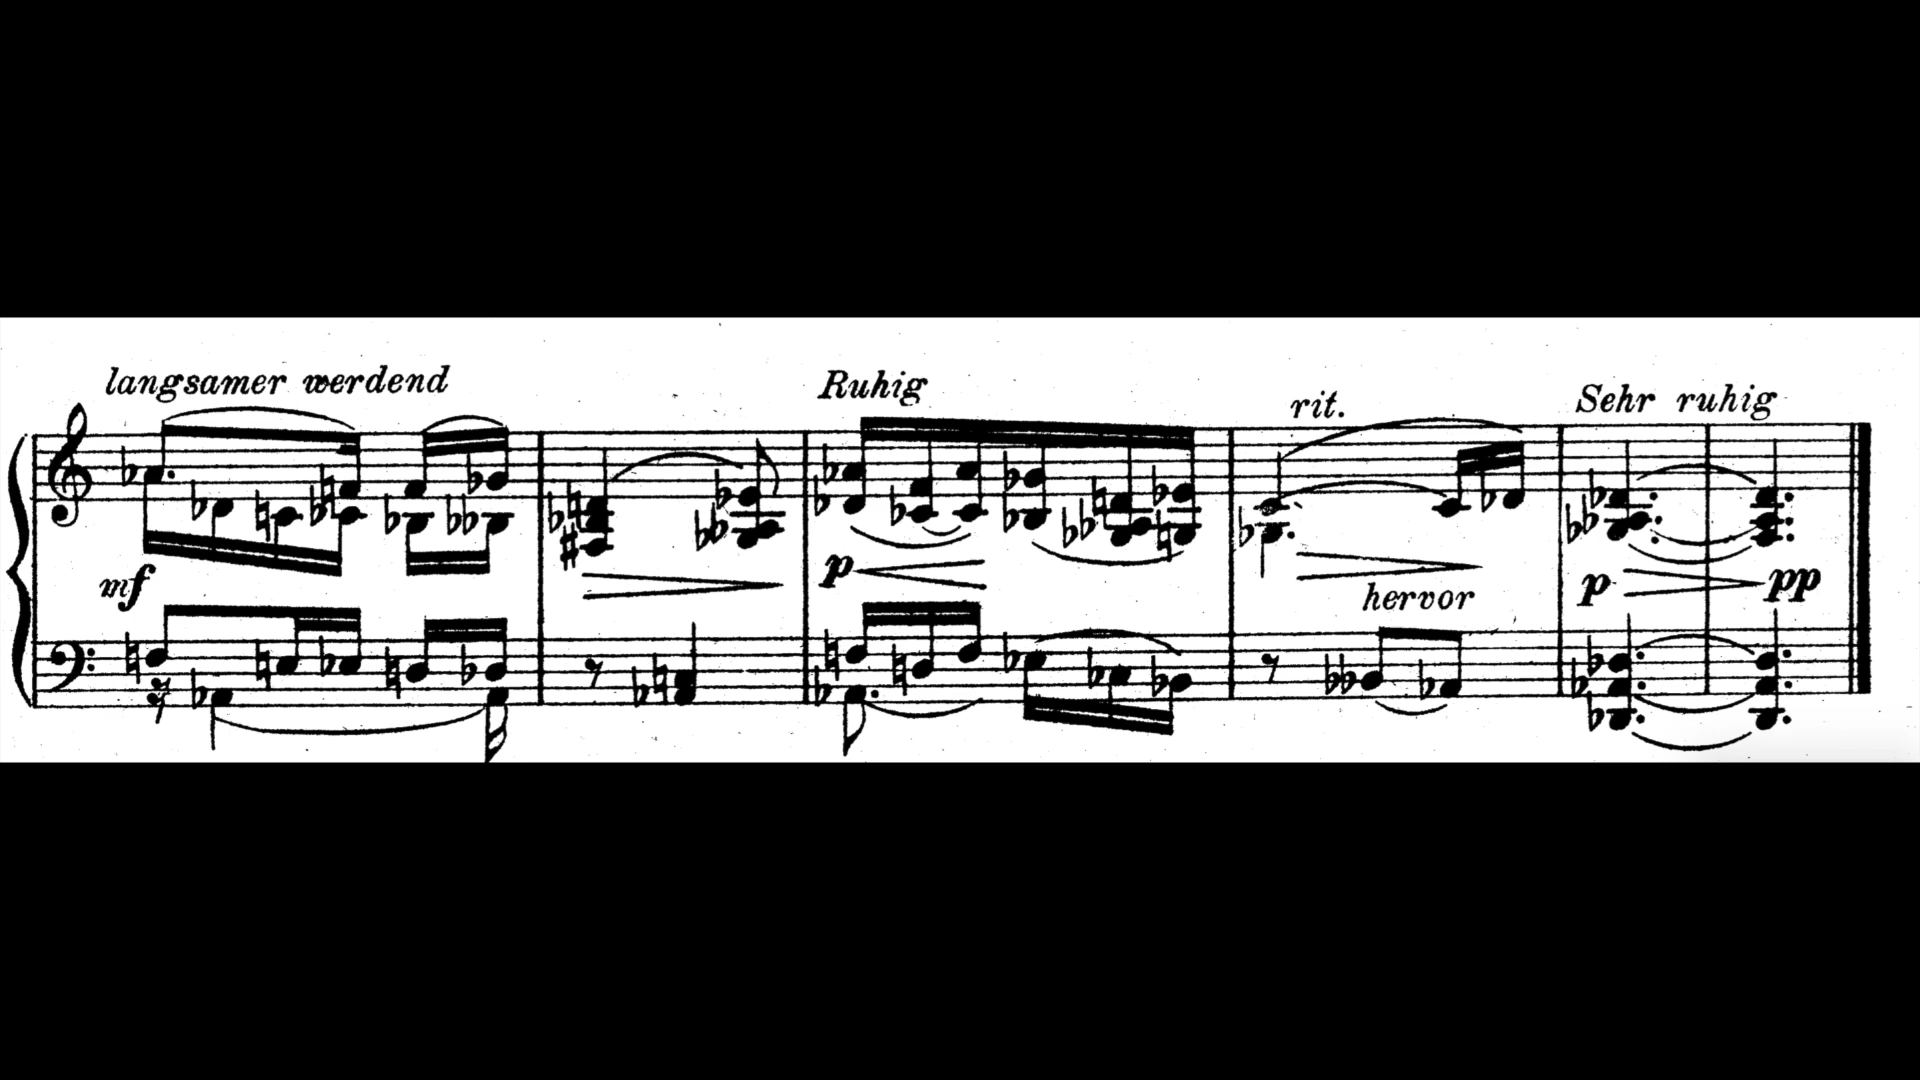 langsamer werdend
Ruhig
rit.
Sehr ruhig
mf
p
hervor
p
pp